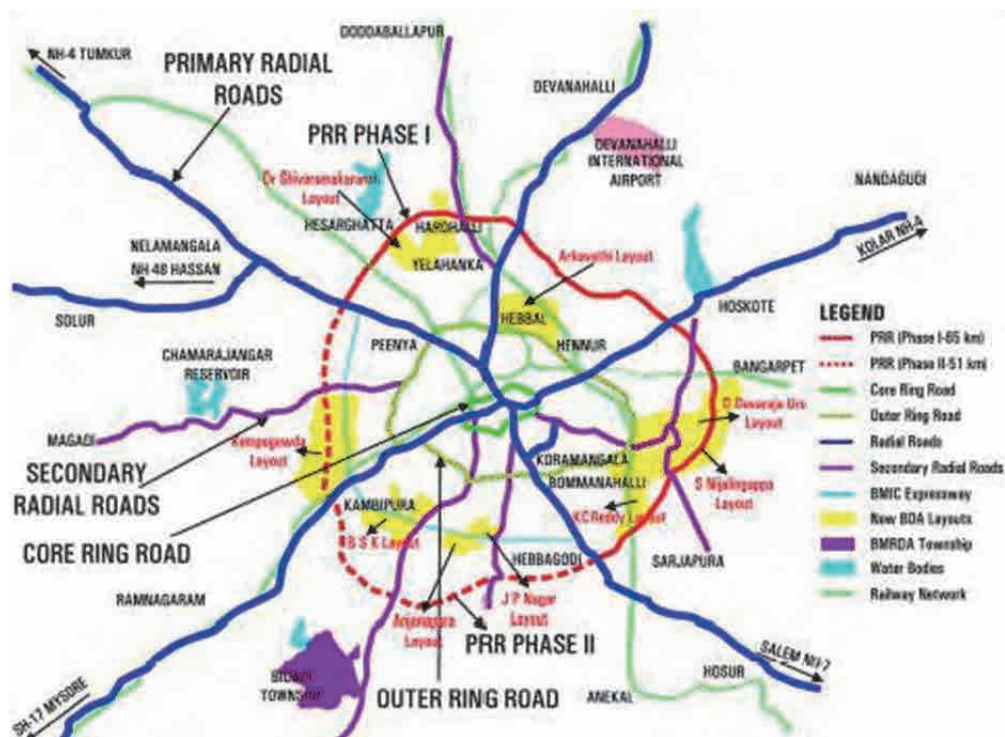 DODDABALLAPUR
NH-4 TUMKUR
PRIMARY RADIAL
ROADS
DEVANAHALLI
PRR PHASE I
DEVANAHALLI
INTERNATIONAL
AIRPORT
NANDAGUDI
Layout
HESARGHATTA
YELAHANKA
KOLAR NH-4
NELAMANGALA
NH-48 HASSAN
Arkavathi Layout
HOSKOTE
SOLUR
HEBBAL
HENNUR
PEENYA
CHAMARAJANGAR
RESERVOIR
BANGARPET
D Devaraja Urs
Layout
MAGADI
Kempegowda
Layout
SECONDARY
RADIAL ROADS
KORAMANGALA
BOMMANAHALLI
S Nijalingappa
Layout
KAMBIPURA
K C Reddy Layout
CORE RING ROAD
B S K Layout
HEBBAGODI
SARJAPURA
RAMNAGARAM
J P Nagar
Layout
Anjanapura
Layout
PRR PHASE II
BIDADI
TOWNSHIP
OUTER RING ROAD
ANEKAL
HOSUR
SALEM NH-7
SH-17 MYSORE
LEGEND
PRR (Phase I-65 km)
PRR (Phase II-51 km)
Core Ring Road
Outer Ring Road
Radial Roads
Secondary Radial Roads
BMIC Expressway
New BDA Layouts
BMRDA Township
Water Bodies
Railway Network